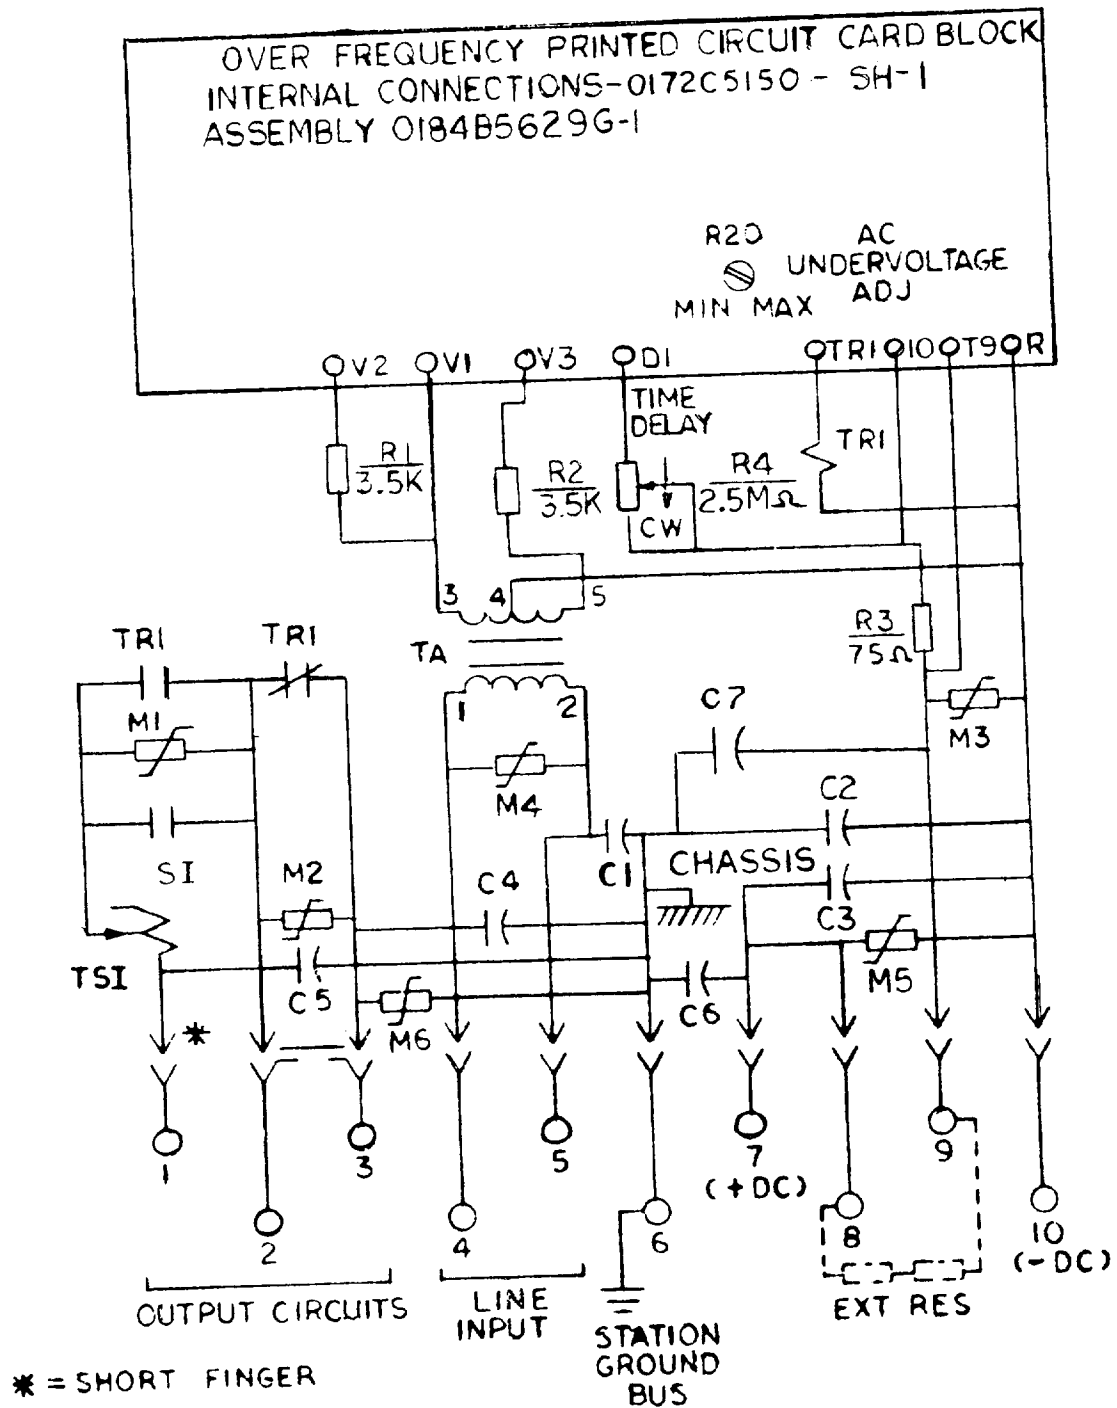 OVER FREQUENCY PRINTED CIRCUIT CARD BLOCK
INTERNAL CONNECTIONS-0172C5150 - SH-1
ASSEMBLY 0184B5629G-1
R20
AC
UNDERVOLTAGE
ADJ
MIN MAX
V2
V1
V3
D1
TR1
10
T9
R
TIME
DELAY
R1
3.5K
R2
3.5K
R4
2.5MΩ
CW
TR1
3
4
5
TA
1
2
R3
75Ω
TR1
TR1
M1
M4
C7
M3
C2
C1
CHASSIS
C3
SI
M2
C4
TSI
C5
M6
C6
M5
*
1
2
3
4
5
6
7
(+DC)
8
9
10
(-DC)
OUTPUT CIRCUITS
LINE
INPUT
STATION
GROUND
BUS
EXT RES
* = SHORT FINGER